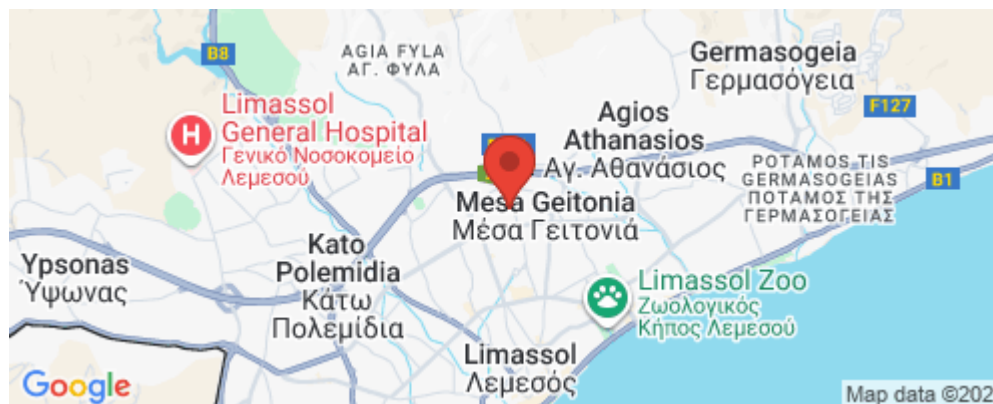 B8
AGIA FYLA
ΑΓ. ΦΥΛΑ
Germasogeia
Γερμασόγεια
F127
Limassol
General Hospital
Γενικό Νοσοκομείο
Λεμεσού
H
Agios
Athanasios
Αγ. Αθανάσιος
POTAMOS TIS
GERMASOGEIAS
ΠΟΤΑΜΟΣ ΤΗΣ
ΓΕΡΜΑΣΟΓΕΙΑΣ
B1
Mesa Geitonia
Μέσα Γειτονιά
Ypsonas
Ύψωνας
Kato
Polemidia
Κάτω
Πολεμίδια
Limassol Zoo
Ζωολογικός
Κήπος Λεμεσού
Limassol
Λεμεσός
Google
Map data ©202